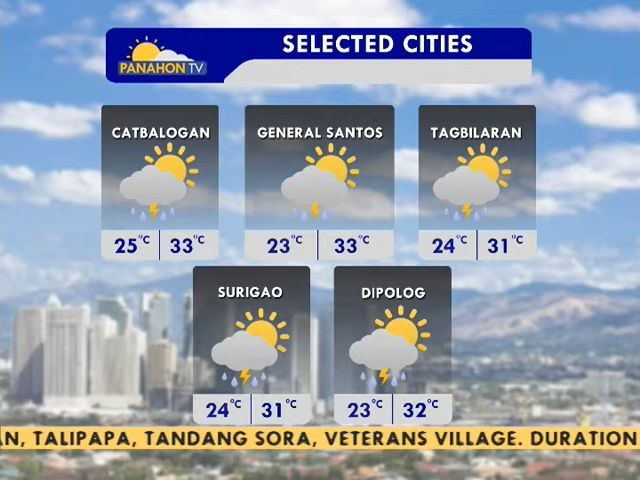 SELECTED CITIES
PANAHON TV
CATBALOGAN
25°C 33°C
GENERAL SANTOS
23°C 33°C
TAGBILARAN
24°C 31°C
SURIGAO
24°C 31°C
DIPOLOG
23°C 32°C
N, TALIPAPA, TANDANG SORA, VETERANS VILLAGE. DURATION